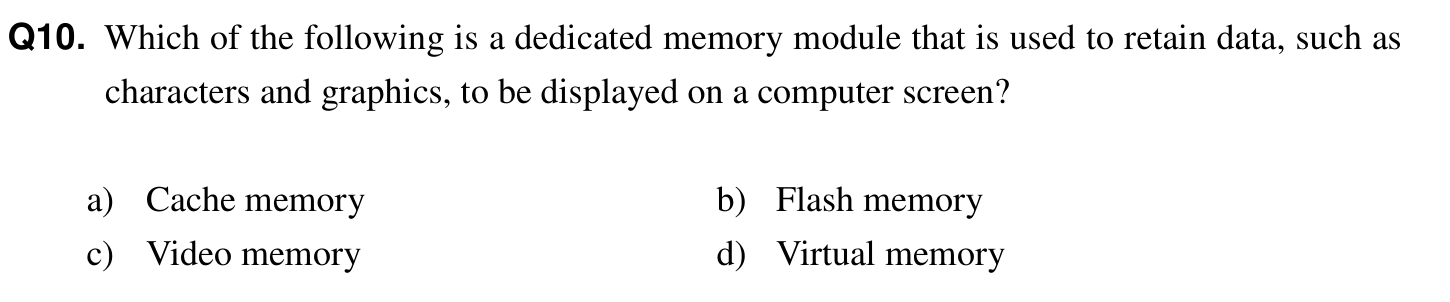 Q10. Which of the following is a dedicated memory module that is used to retain data, such as
characters and graphics, to be displayed on a computer screen?
a) Cache memory b) Flash memory
c) Video memory d) Virtual memory